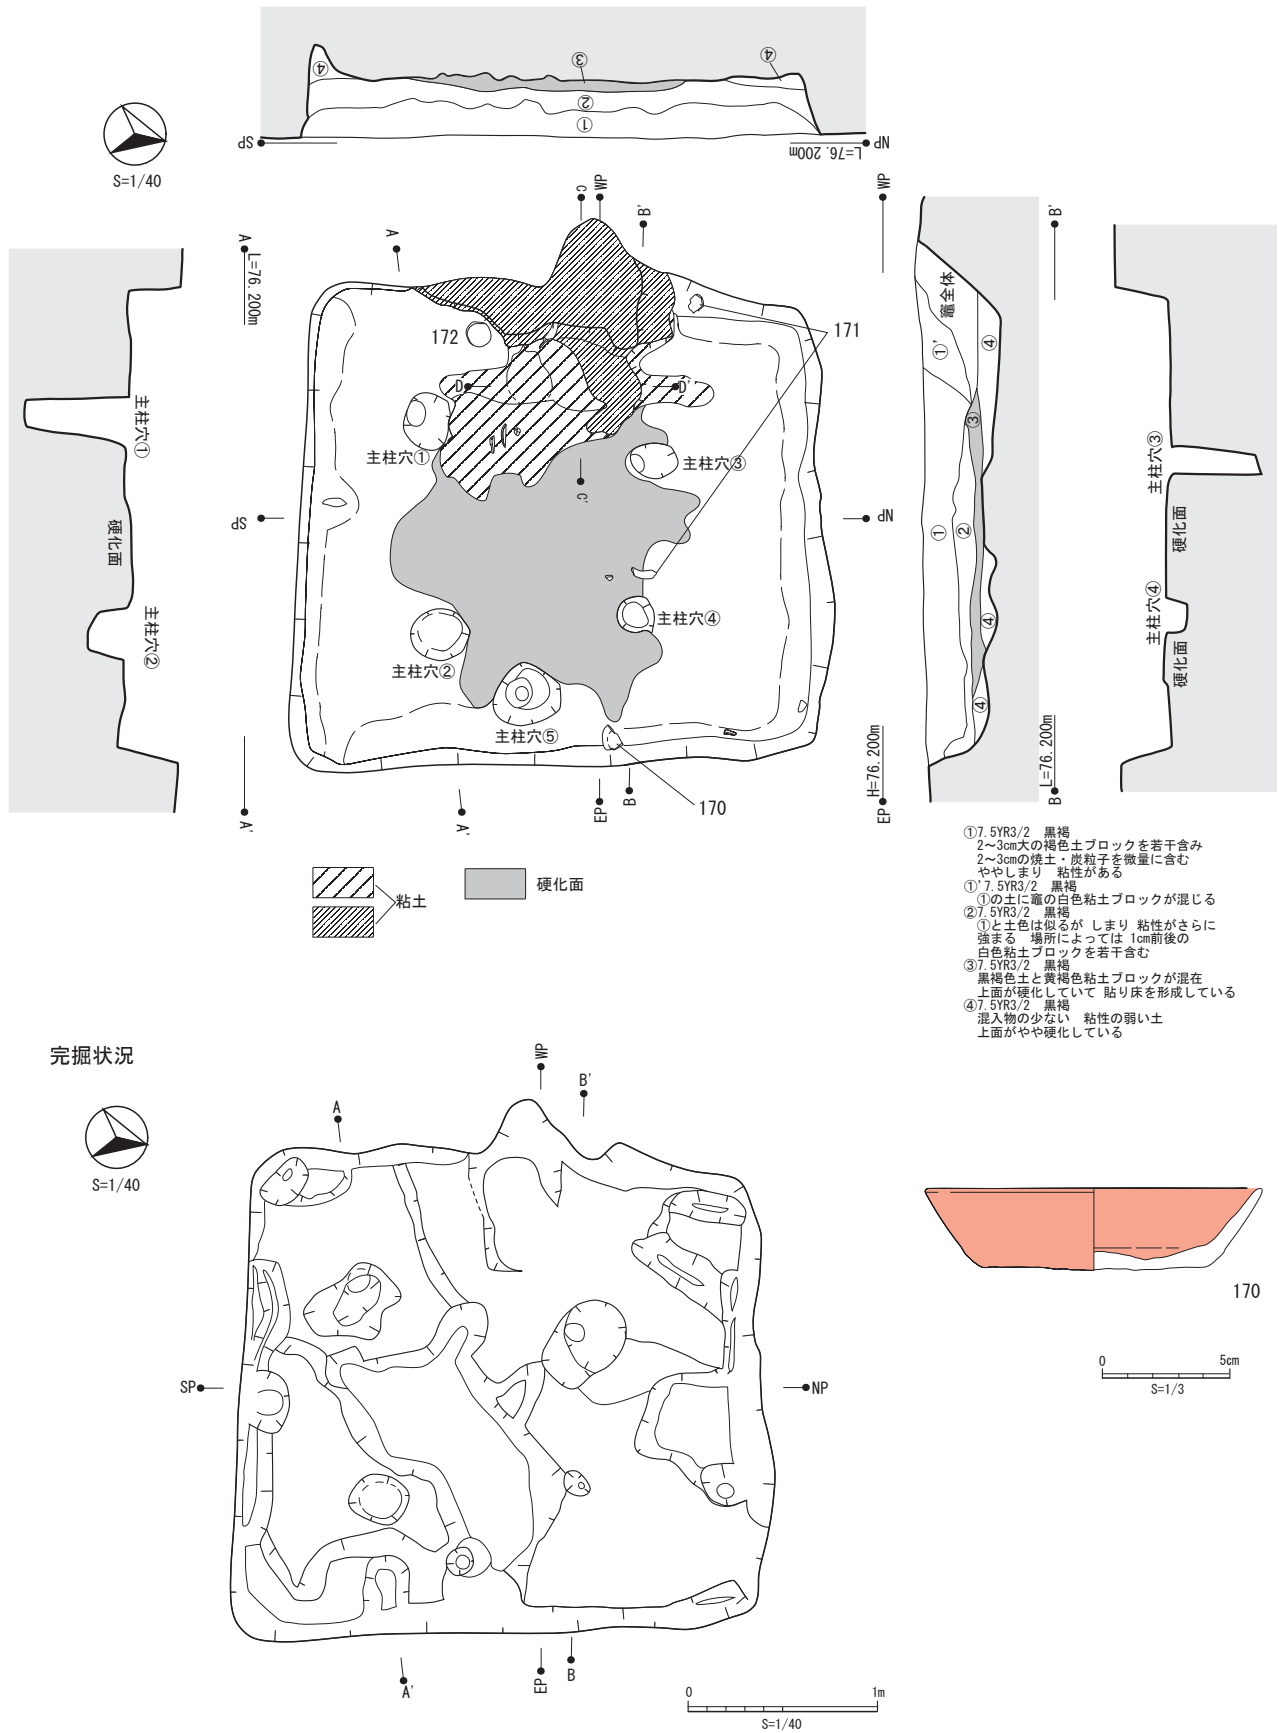 ④
③
④
②
①
SP
NP
L=76.200m
S=1/40
C
WP
B'
WP
B'
A
A
L=76.200m
竈全体
172
171
①'
④
D
D'
主柱穴①
③
主柱穴①
主柱穴③
主柱穴③
C'
SP
NP
硬化面
①
②
硬化面
主柱穴②
主柱穴④
主柱穴④
④
主柱穴②
硬化面
④
主柱穴⑤
H=76.200m
L=76.200m
EP
B
170
A'
A'
EP
B
粘土
硬化面
①7.5YR3/2 黒褐
2～3cm大の褐色土ブロックを若干含み
2～3cmの焼土・炭粒子を微量に含む
ややしまり 粘性がある
①'7.5YR3/2 黒褐
①の土に竈の白色粘土ブロックが混じる
②7.5YR3/2 黒褐
①と土色は似るが しまり 粘性がさらに
強まる 場所によっては 1cm前後の
白色粘土ブロックを若干含む
③7.5YR3/2 黒褐
黒褐色土と黄褐色粘土ブロックが混在
上面が硬化していて 貼り床を形成している
④7.5YR3/2 黒褐
混入物の少ない 粘性の弱い土
上面がやや硬化している
完掘状況
WP
B'
A
S=1/40
170
0 5cm
S=1/3
SP
NP
A'
EP
B
0 1m
S=1/40